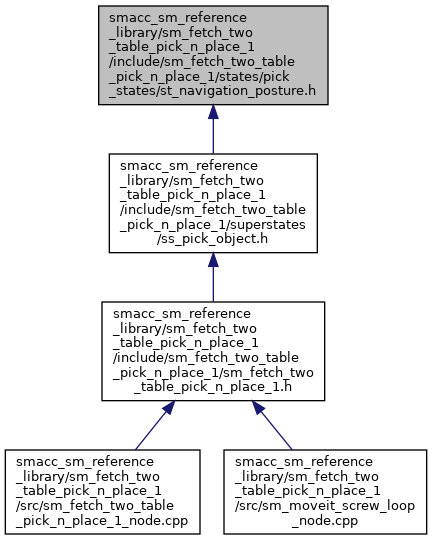 smacc_sm_reference
_library/sm_fetch_two
_table_pick_n_place_1
/include/sm_fetch_two_table
_pick_n_place_1/states/pick
_states/st_navigation_posture.h
smacc_sm_reference
_library/sm_fetch_two
_table_pick_n_place_1
/include/sm_fetch_two_table
_pick_n_place_1/superstates
/ss_pick_object.h
smacc_sm_reference
_library/sm_fetch_two
_table_pick_n_place_1
/include/sm_fetch_two_table
_pick_n_place_1/sm_fetch_two
_table_pick_n_place_1.h
smacc_sm_reference
_library/sm_fetch_two
_table_pick_n_place_1
/src/sm_fetch_two_table
_pick_n_place_1_node.cpp
smacc_sm_reference
_library/sm_fetch_two
_table_pick_n_place_1
/src/sm_moveit_screw_loop
_node.cpp